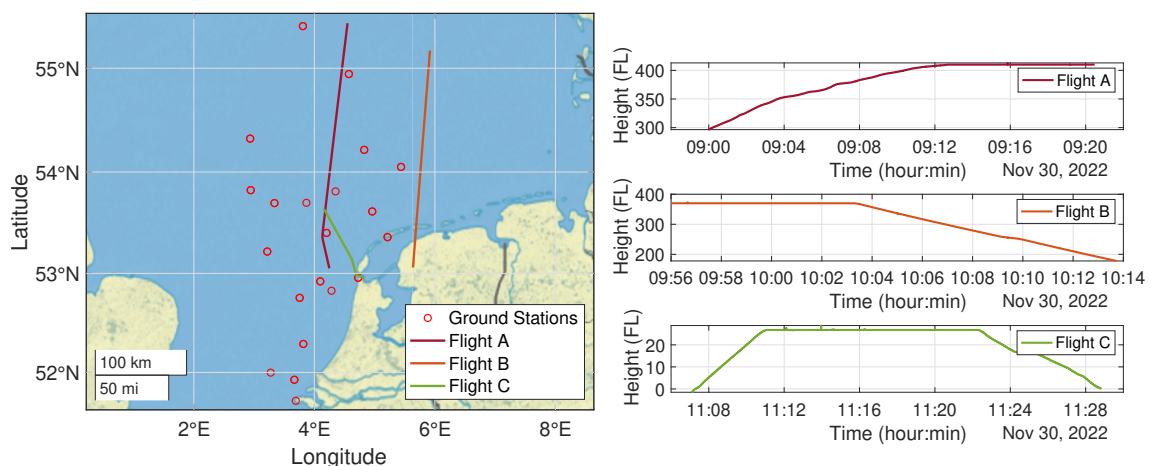 55°N
54°N
53°N
52°N
Latitude
2°E
4°E
6°E
8°E
Longitude
100 km
50 mi
Ground Stations
Flight A
Flight B
Flight C
Height (FL)
400
350
300
Flight A
09:00
09:04
09:08
09:12
09:16
09:20
Time (hour:min)
Nov 30, 2022
Height (FL)
400
300
200
Flight B
09:56
09:58
10:00
10:02
10:04
10:06
10:08
10:10
10:12
10:14
Time (hour:min)
Nov 30, 2022
Height (FL)
20
10
0
Flight C
11:08
11:12
11:16
11:20
11:24
11:28
Time (hour:min)
Nov 30, 2022